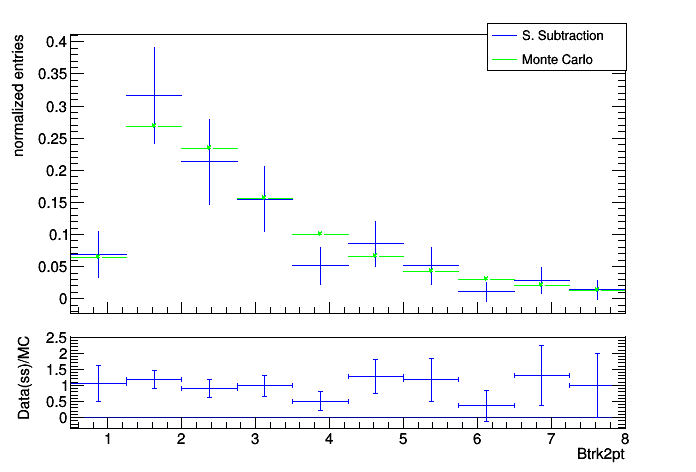 S. Subtraction
Monte Carlo
normalized entries
0.4
0.35
0.3
0.25
0.2
0.15
0.1
0.05
0
Data(ss)/MC
2.5
2
1.5
1
0.5
0
1 2 3 4 5 6 7 8
Btrk2pt